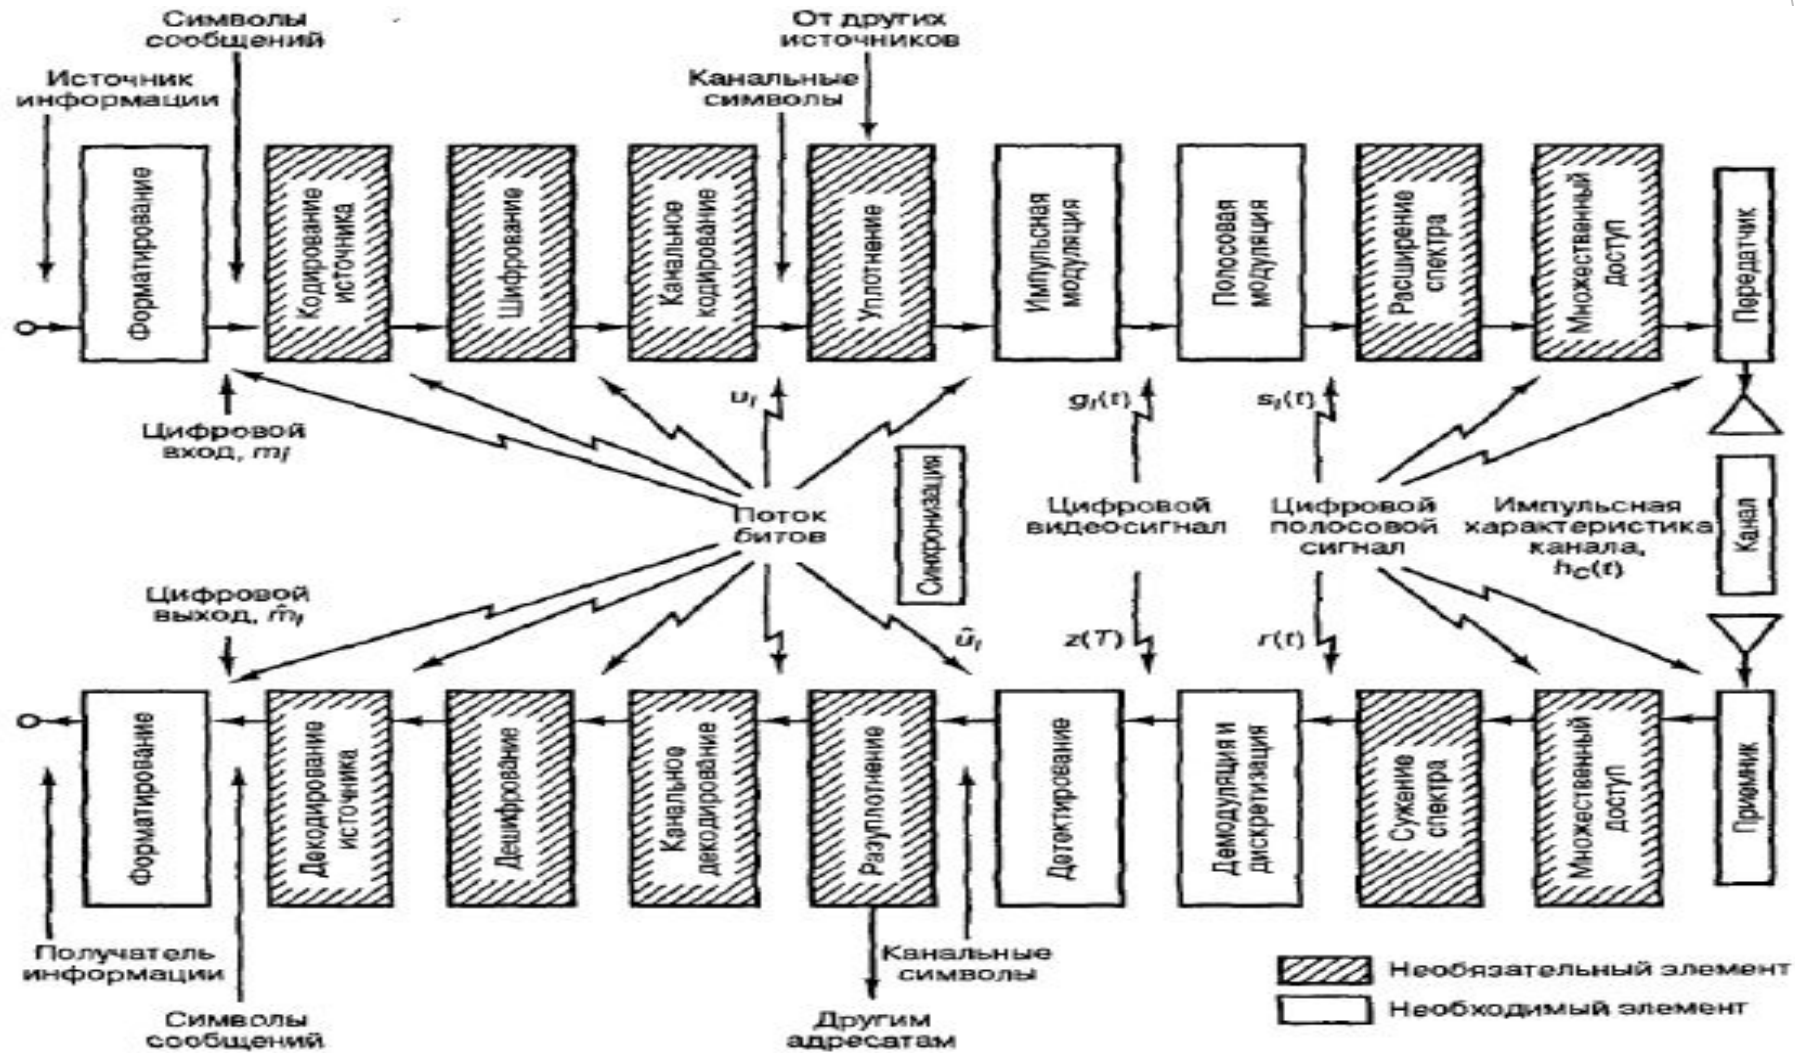 Символы
сообщений
От других
источников
Источник
информации
Канальные
символы
Форматирование
Кодирование
источника
Шифрование
Канальное
кодирование
Уплотнение
Импульсная
модуляция
Полосовая
модуляция
Расширение
спектра
Множественный
доступ
Передатчик
Цифровой
вход, mᵢ
uᵢ
gᵢ(t)
sᵢ(t)
Поток
битов
Синхронизация
Цифровой
видеосигнал
Цифровой
полосовой
сигнал
Импульсная
характеристика
канала,
h_c(t)
Канал
Цифровой
выход, m̂ᵢ
ûᵢ
z(T)
r(t)
Форматирование
Декодирование
источника
Дешифрование
Канальное
декодирование
Разуплотнение
Детектирование
Демодуляция и
дискретизация
Сужение
спектра
Множественный
доступ
Приемник
Получатель
информации
Канальные
символы
Символы
сообщений
Другим
адресатам
Необязательный элемент
Необходимый элемент